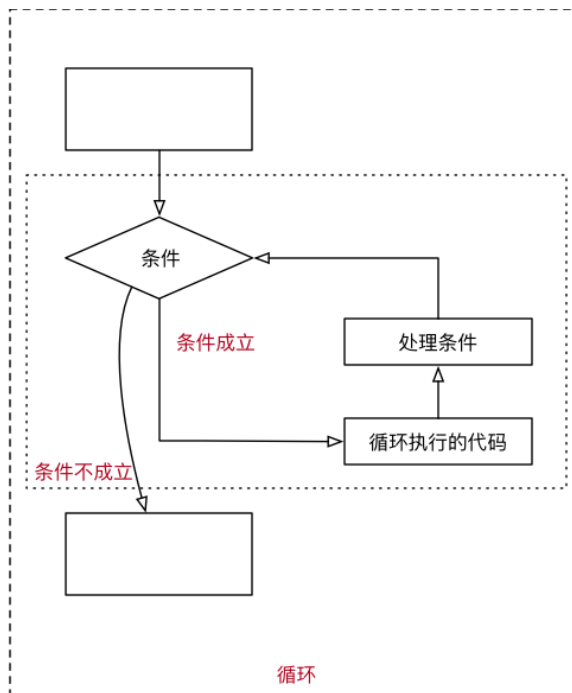 条件
条件成立
处理条件
循环执行的代码
条件不成立
循环